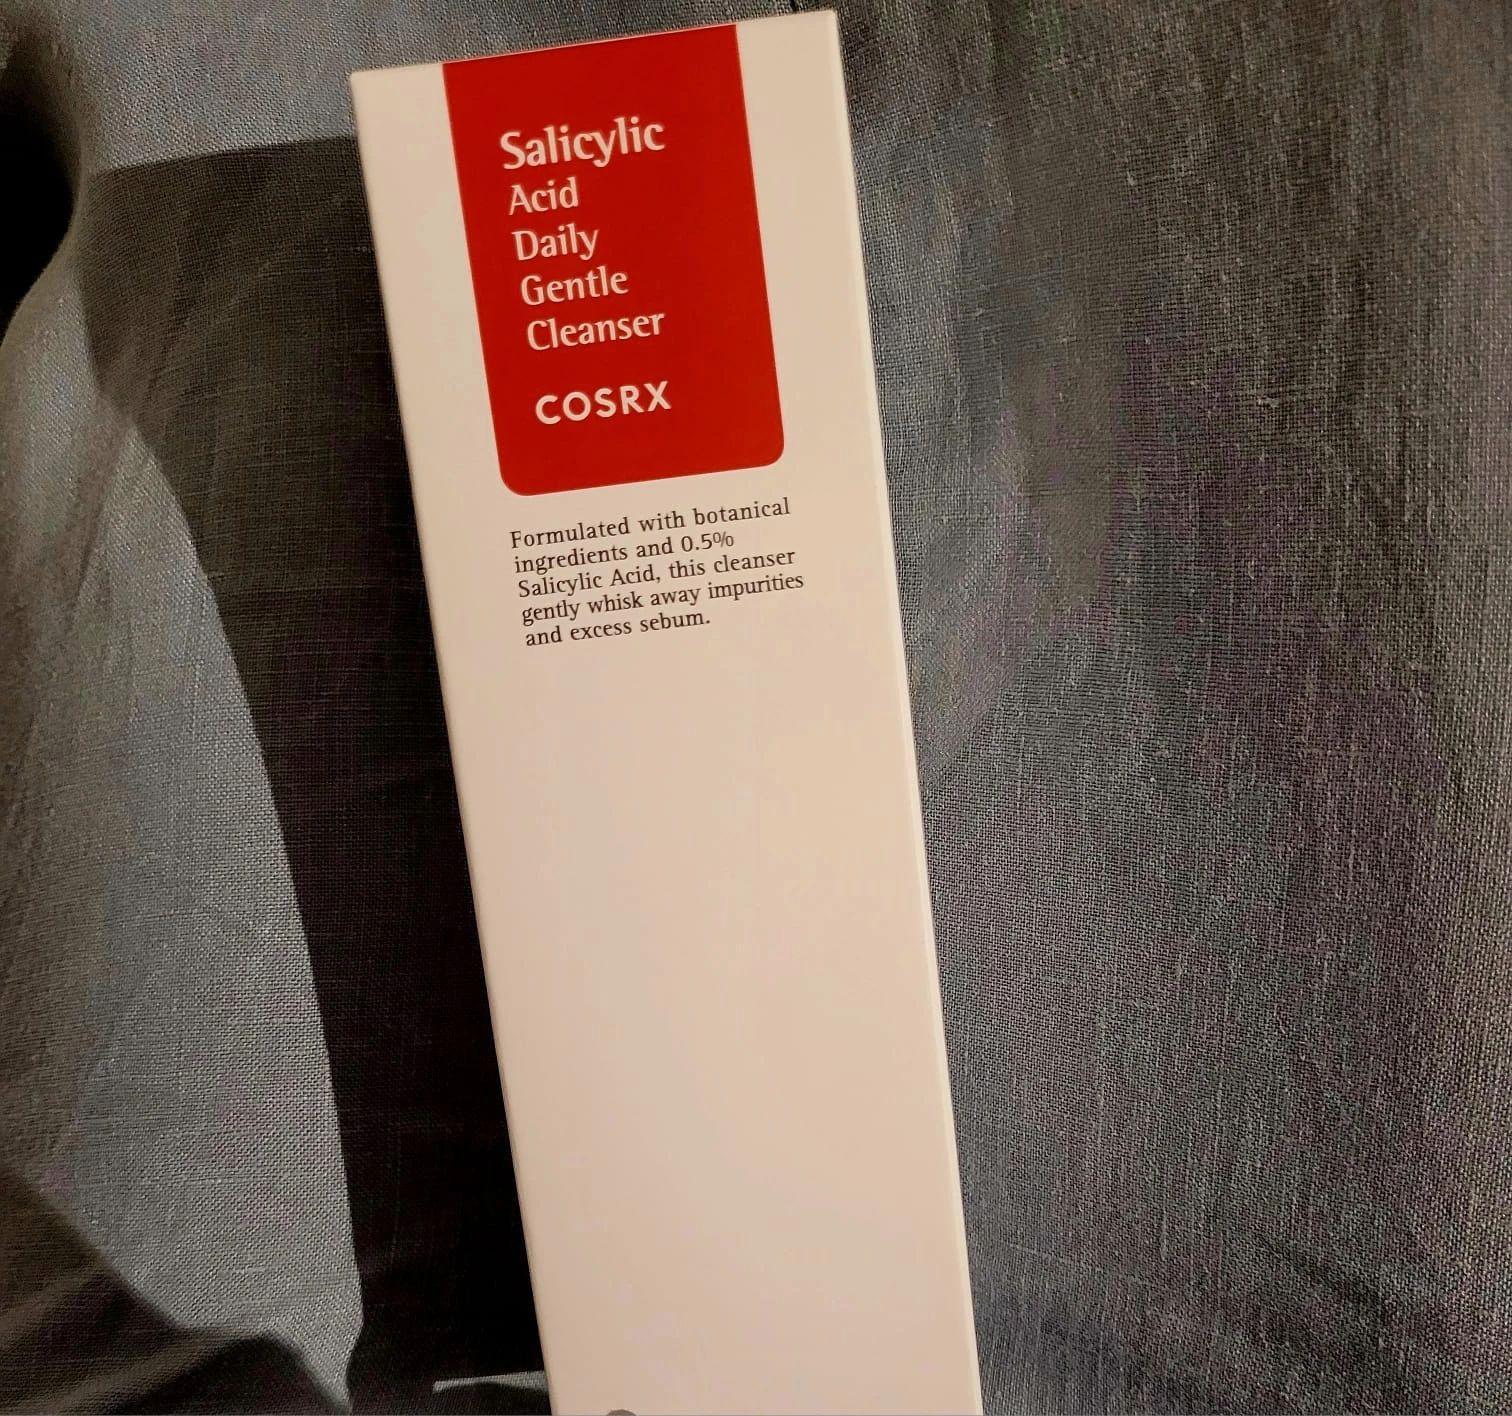 Salicylic
Acid
Daily
Gentle
Cleanser
COSRX
Formulated with botanical
ingredients and 0.5%
Salicylic Acid, this cleanser
gently whisk away impurities
and excess sebum.